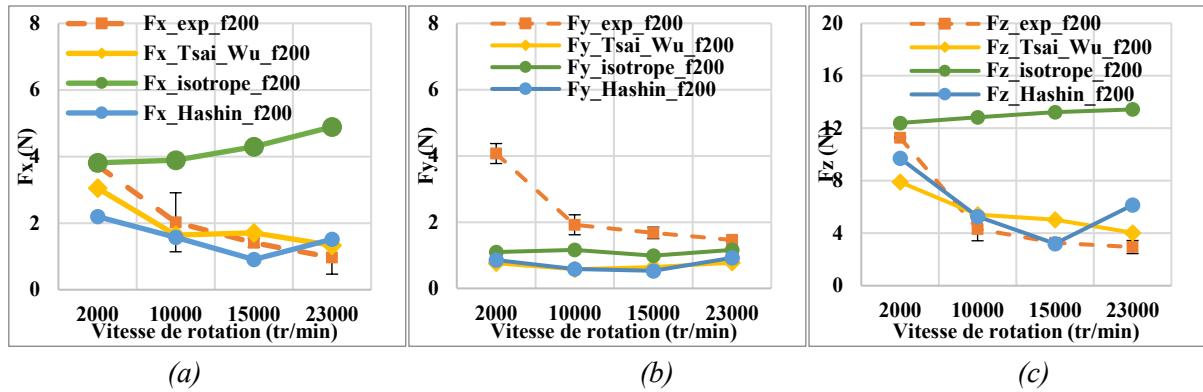 8
6
4
2
0
Fx (N)
Fx_exp_f200
Fx_Tsai_Wu_f200
Fx_isotrope_f200
Fx_Hashin_f200
2000 10000 15000 23000
Vitesse de rotation (tr/min)
(a)
8
6
4
2
0
Fy (N)
Fy_exp_f200
Fy_Tsai_Wu_f200
Fy_isotrope_f200
Fy_Hashin_f200
2000 10000 15000 23000
Vitesse de rotation (tr/min)
(b)
20
16
12
8
4
0
Fz (N)
Fz_exp_f200
Fz_Tsai_Wu_f200
Fz_isotrope_f200
Fz_Hashin_f200
2000 10000 15000 23000
Vitesse de rotation (tr/min)
(c)